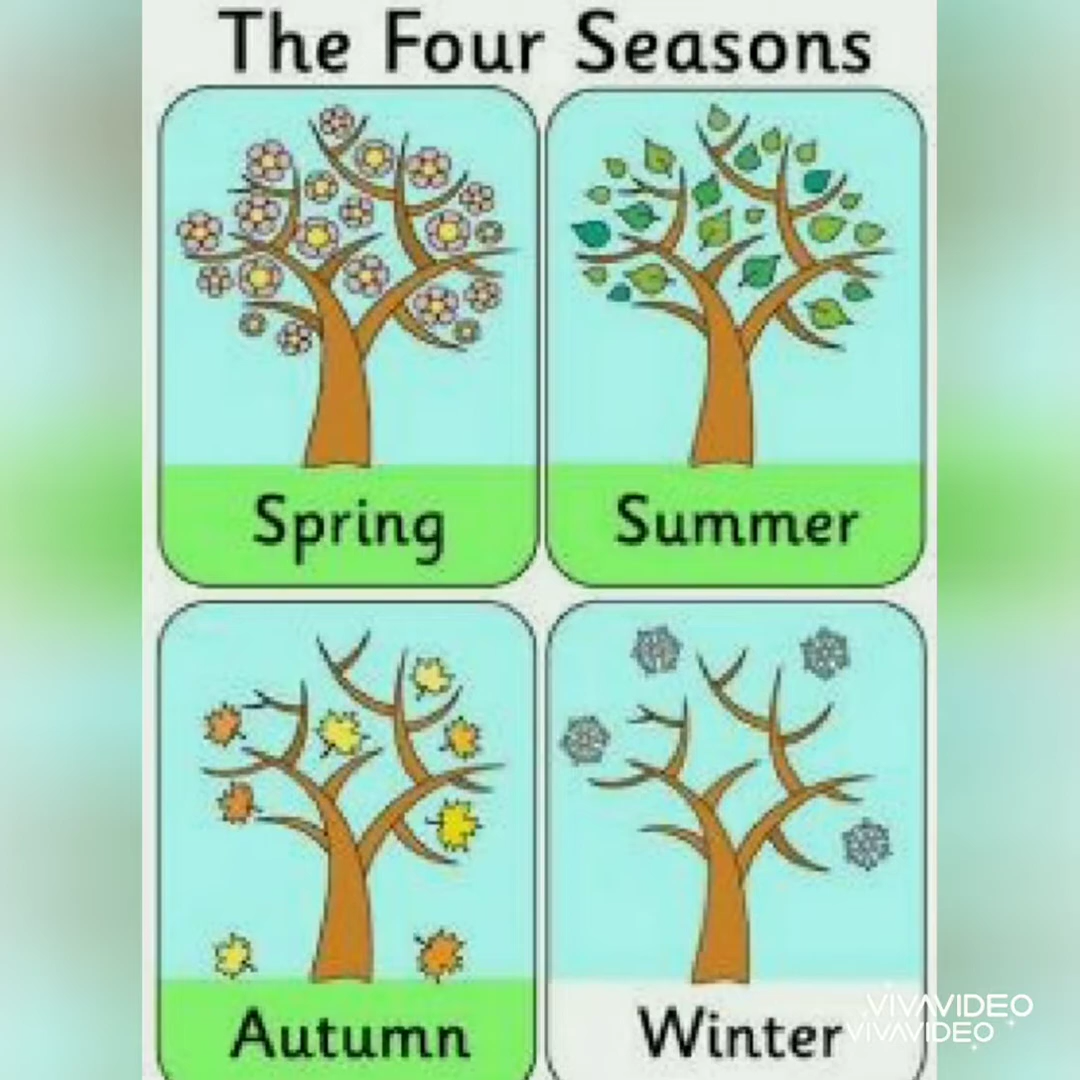 The Four Seasons
Spring
Summer
Autumn
Winter
VIVAVIDEO
VIVAVIDEO